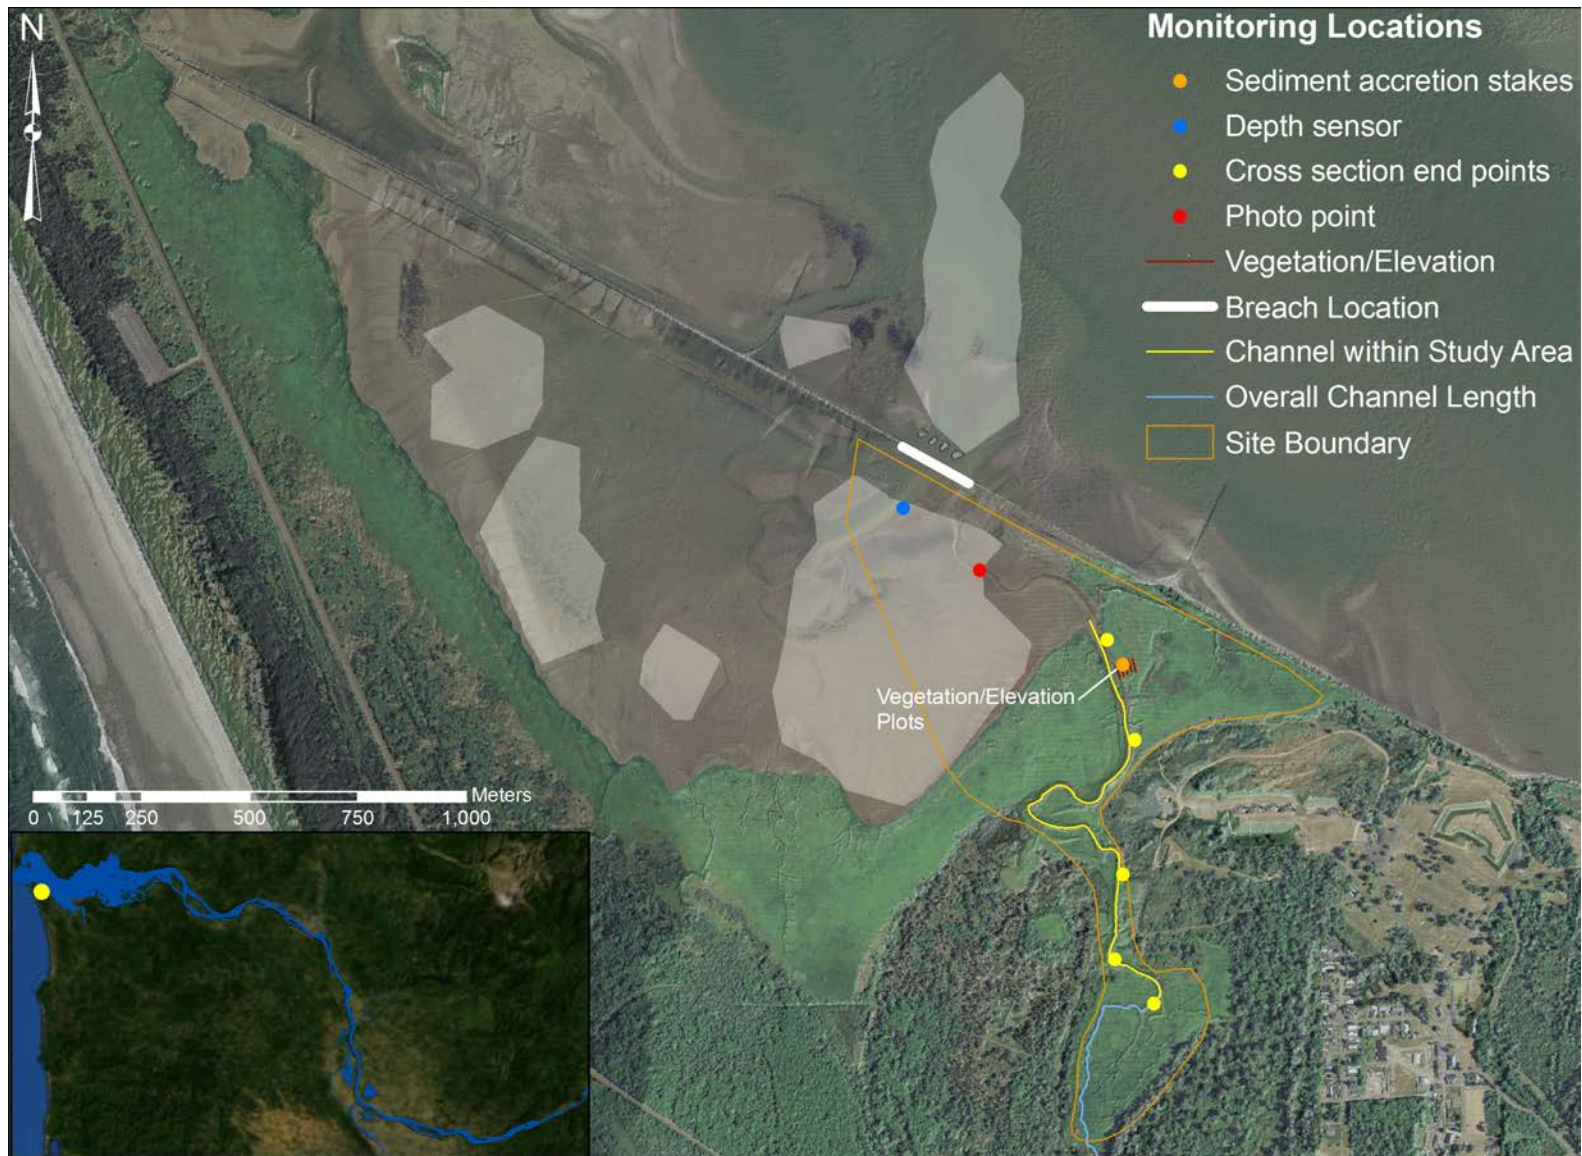 N
Monitoring Locations
Sediment accretion stakes
Depth sensor
Cross section end points
Photo point
Vegetation/Elevation
Breach Location
Channel within Study Area
Overall Channel Length
Site Boundary
Vegetation/Elevation
Plots
Meters
0 125 250 500 750 1,000